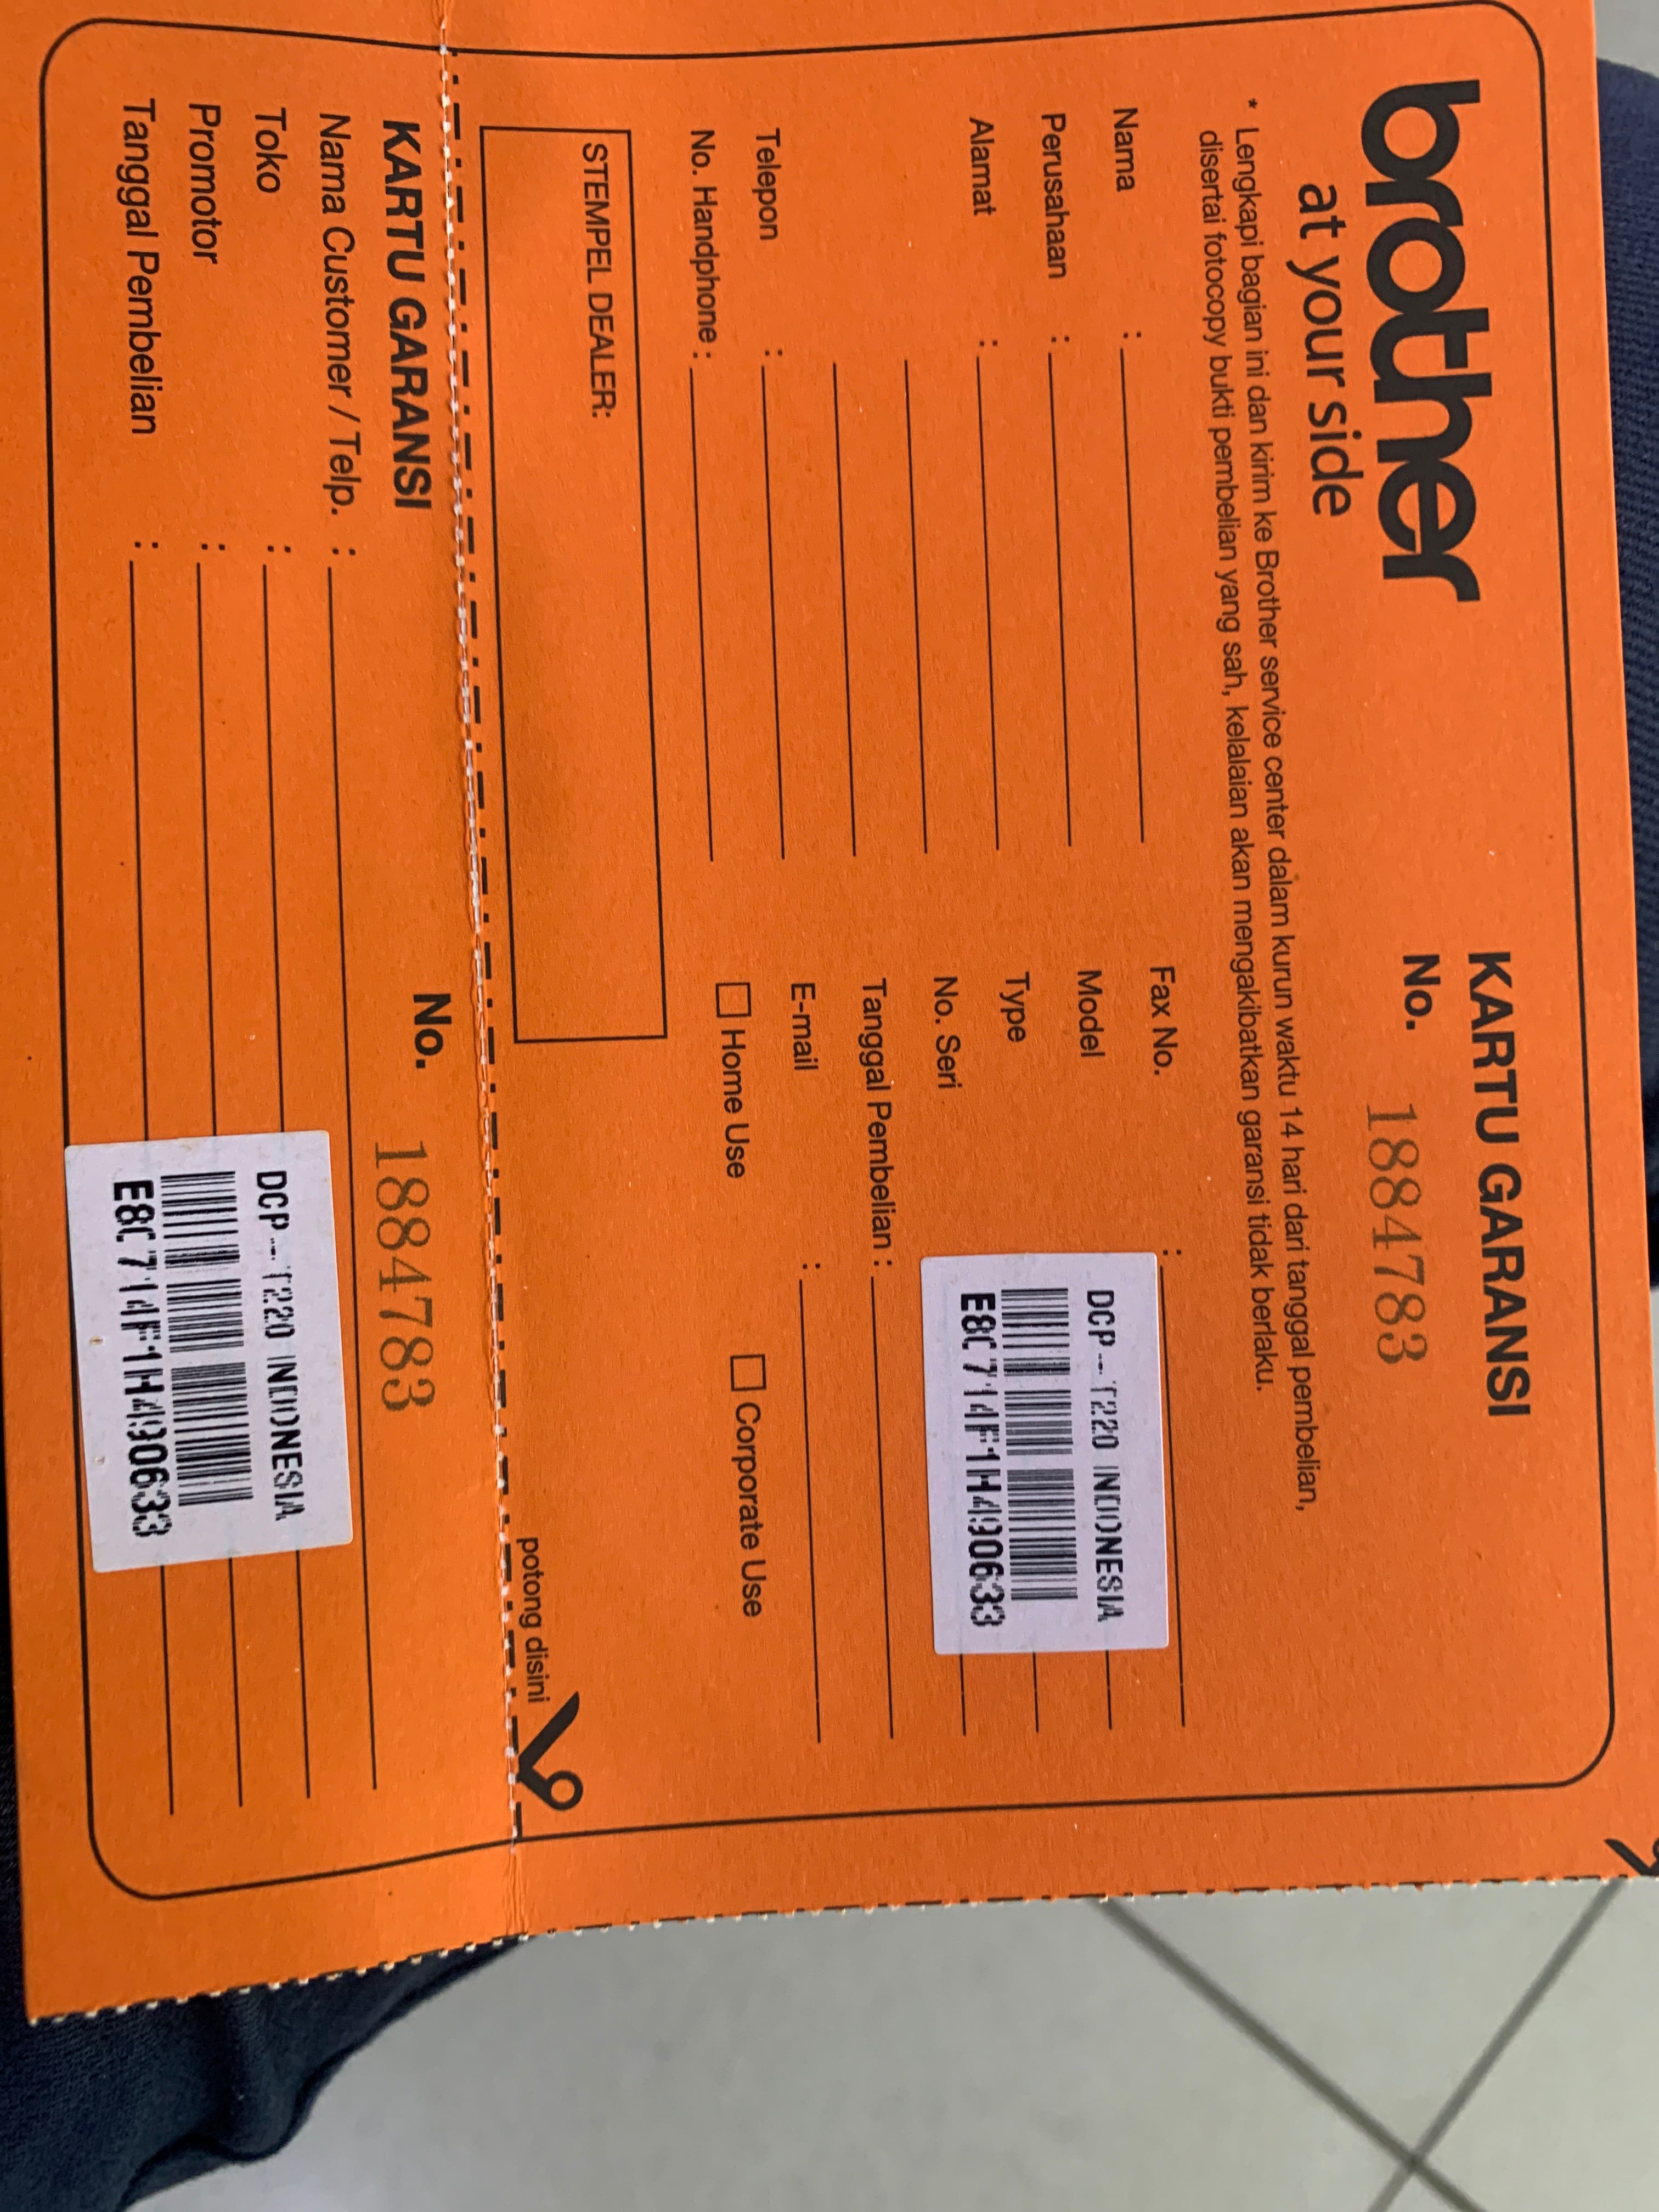 brother
at your side
KARTU GARANSI
No. 1884783
* Lengkapi bagian ini dan kirim ke Brother service center dalam kurun waktu 14 hari dari tanggal pembelian,
disertai fotocopy bukti pembelian yang sah, kelalaian akan mengakibatkan garansi tidak berlaku.
Nama :
Perusahaan :
Alamat :
Telepon :
No. Handphone :
Fax No. :
Model
Type
No. Seri
DCP-T220 INDONESIA
E80714F1H490633
Tanggal Pembelian :
E-mail :
Home Use
Corporate Use
STEMPEL DEALER:
potong disini
KARTU GARANSI
No. 1884783
Nama Customer / Telp. :
Toko :
Promotor :
Tanggal Pembelian :
DCP-T220 INDONESIA
E80714F1H490633